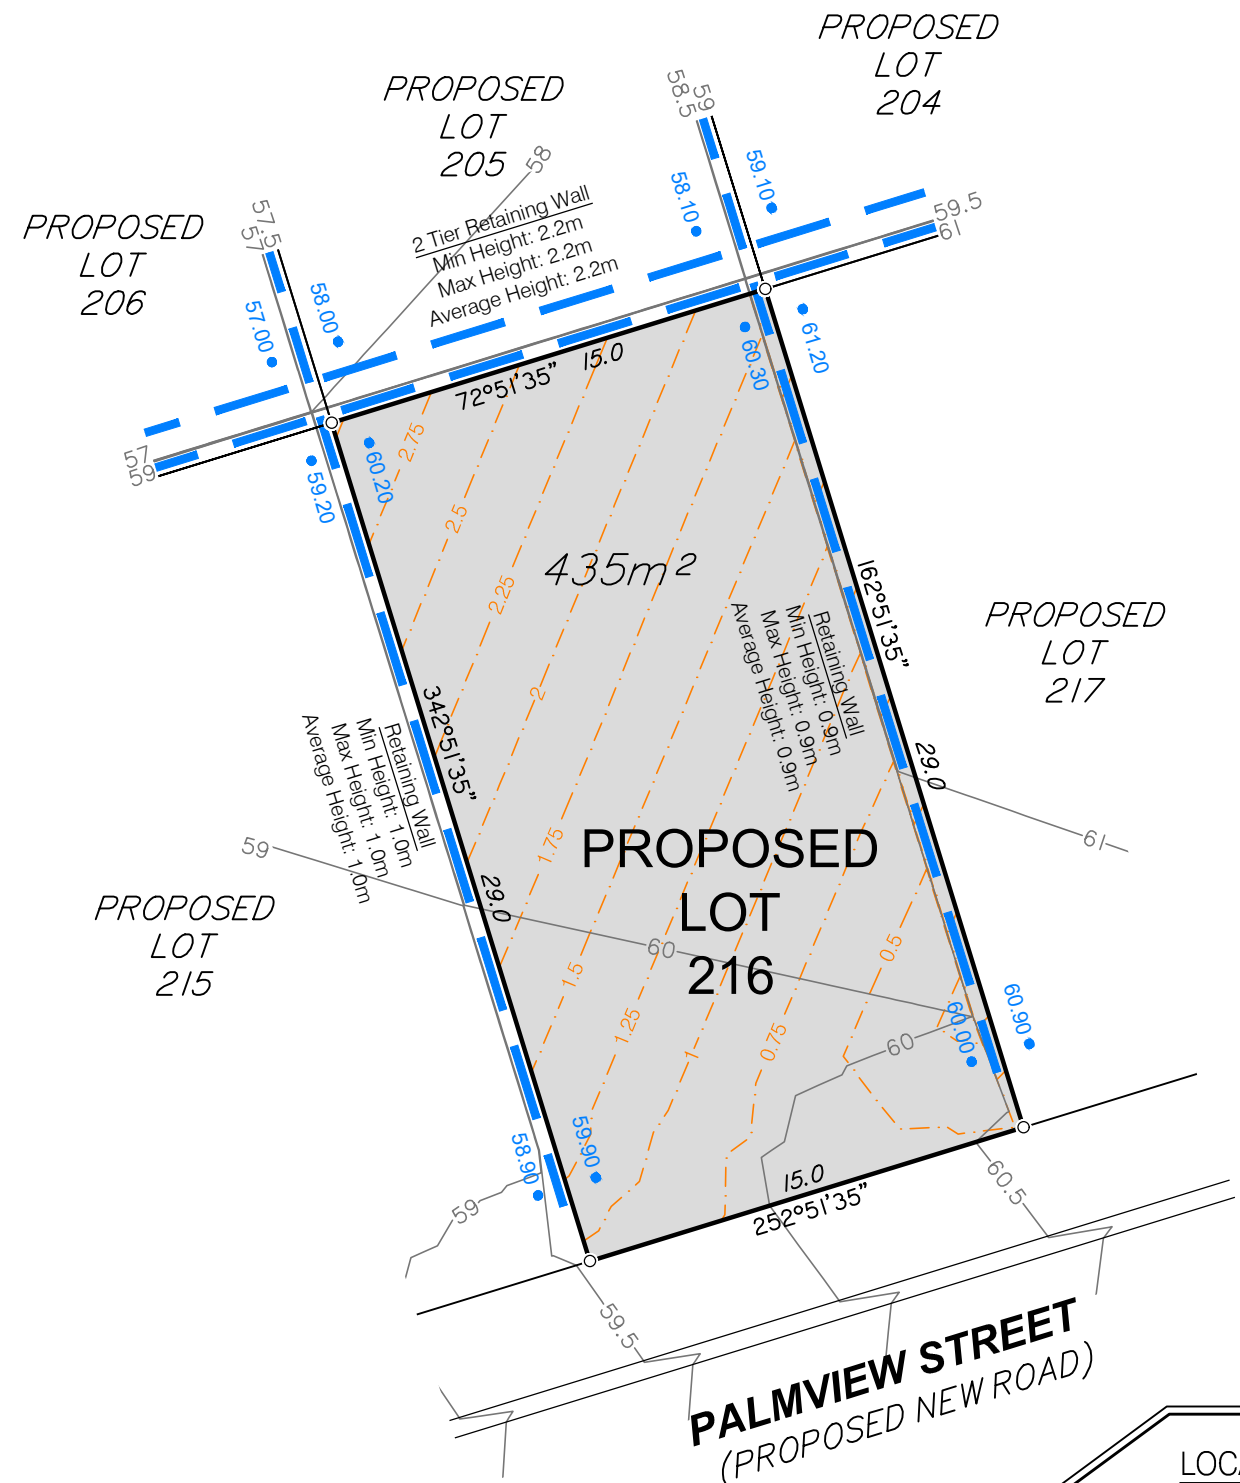 PROPOSED
LOT
204
PROPOSED
LOT
205
PROPOSED
LOT
206
58.5
59
58
57.5
57
59.10
58.10
59.5
61
58.00
57.00
2 Tier Retaining Wall
Min Height: 2.2m
Max Height: 2.2m
Average Height: 2.2m
61.20
60.30
15.0
72°51'35"
57
59
59.20
60.20
2.75
2.5
2.25
2
1.75
1.5
1.25
1
0.75
0.5
435m²
162°51'35"
29.0
Retaining Wall
Min Height: 0.9m
Max Height: 0.9m
Average Height: 0.9m
PROPOSED
LOT
217
342°51'35"
29.0
Retaining Wall
Min Height: 1.0m
Max Height: 1.0m
Average Height: 1.0m
59
61
PROPOSED
LOT
216
60
PROPOSED
LOT
215
60
60.00
60.90
58.90
59.90
59
15.0
252°51'35"
60.5
59.5
PALMVIEW STREET
(PROPOSED NEW ROAD)
LOCA